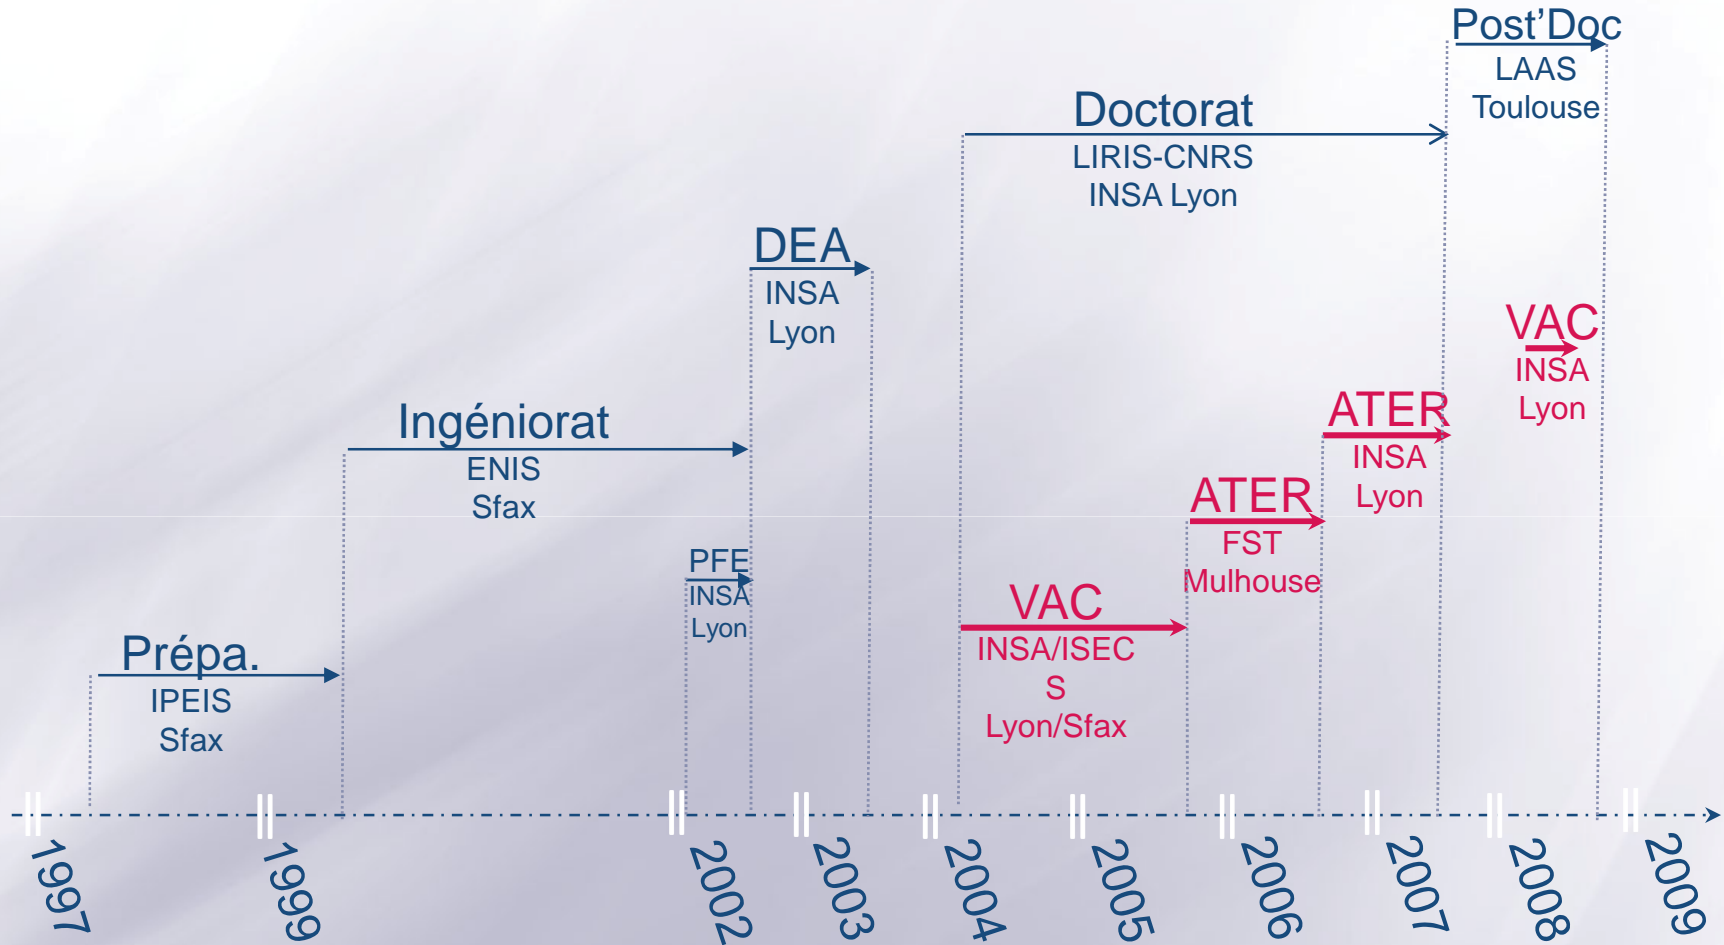 Post'Doc
LAAS
Toulouse
Doctorat
LIRIS-CNRS
INSA Lyon
DEA
INSA
Lyon
VAC
INSA
Lyon
ATER
INSA
Lyon
Ingéniorat
ENIS
Sfax
ATER
FST
Mulhouse
PFE
INSA
Lyon
VAC
INSA/ISEC
S
Lyon/Sfax
Prépa.
IPEIS
Sfax
1997
1999
2002
2003
2004
2005
2006
2007
2008
2009